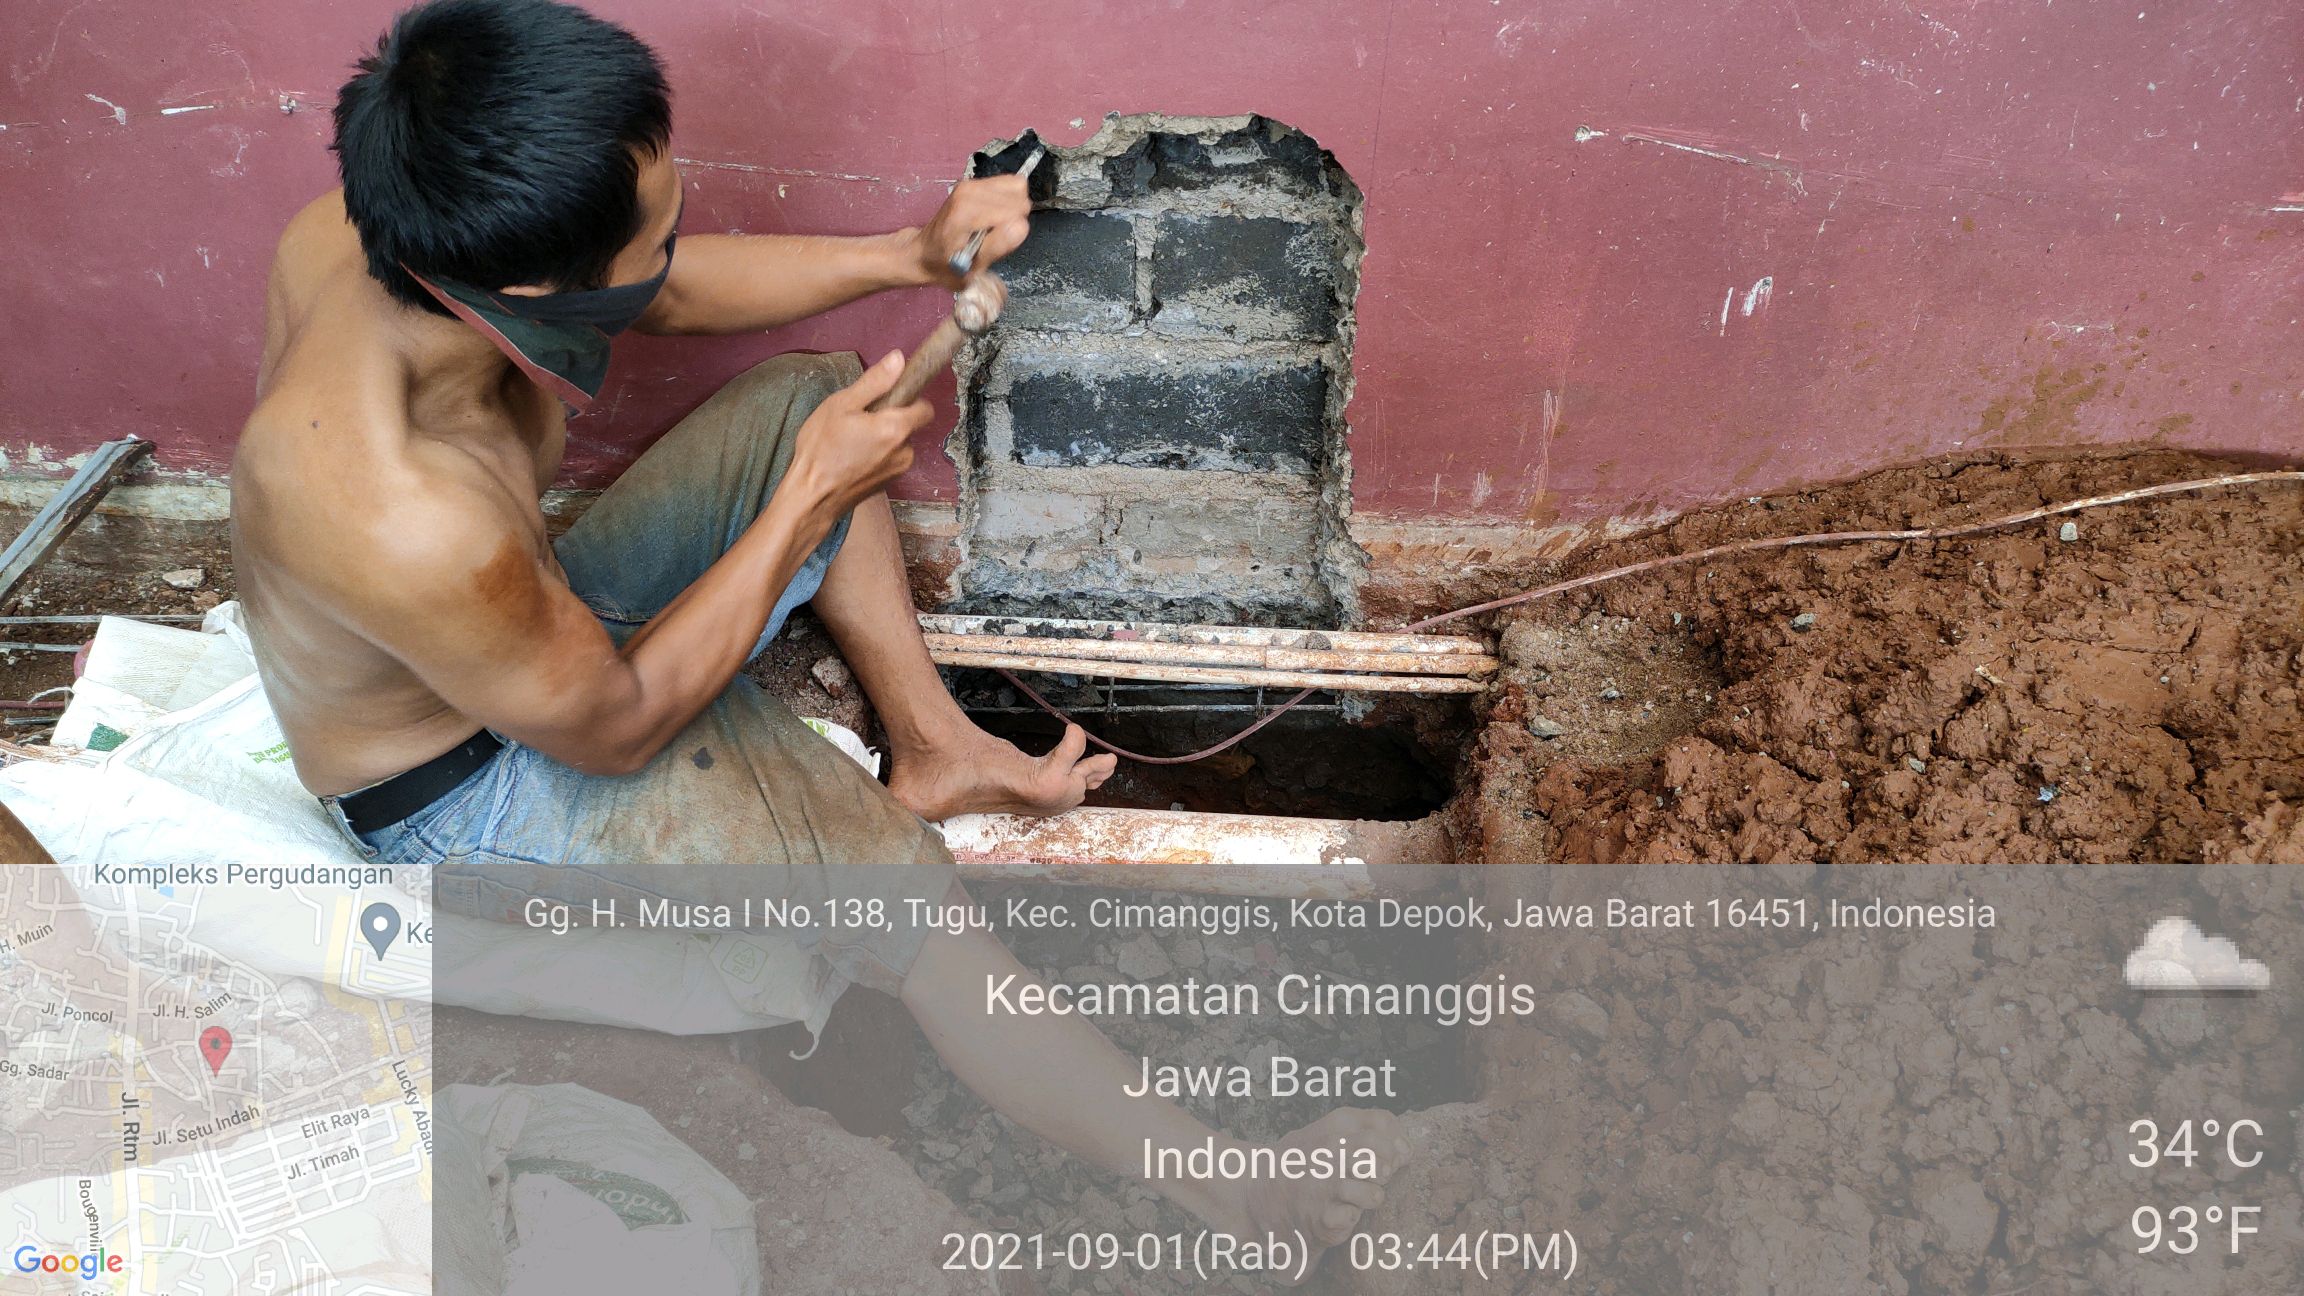 Kompleks Pergudangan
Ke
H. Muin
Jl. Poncol
Jl. H. Salim
Gg. Sadar
Jl. Rtm
Jl. Setu Indah
Elit Raya
Jl. Timah
Google
Gg. H. Musa I No.138, Tugu, Kec. Cimanggis, Kota Depok, Jawa Barat 16451, Indonesia
Kecamatan Cimanggis
Jawa Barat
Indonesia
2021-09-01(Rab) 03:44(PM)
34°C
93°F